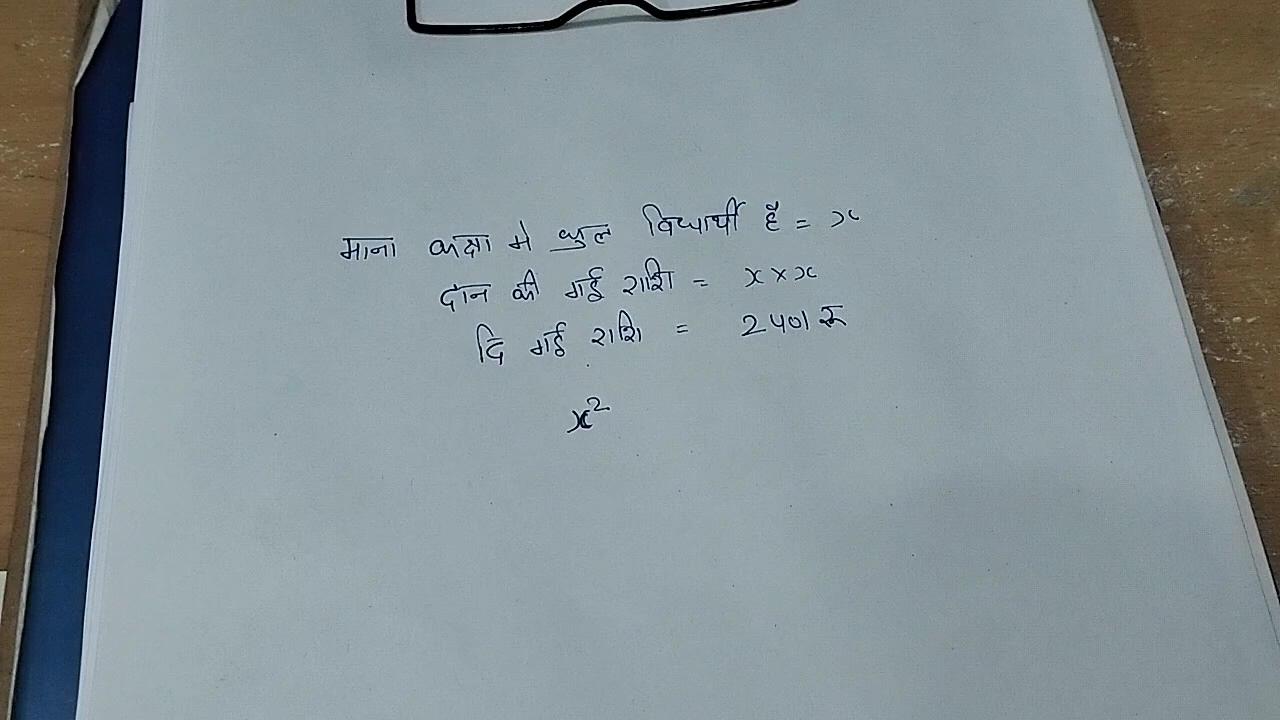 माना कक्षा मे कुल विधार्थी हैं = x
दान की गई राशि = x × x
दि गई राशि = 2401 रू
x²